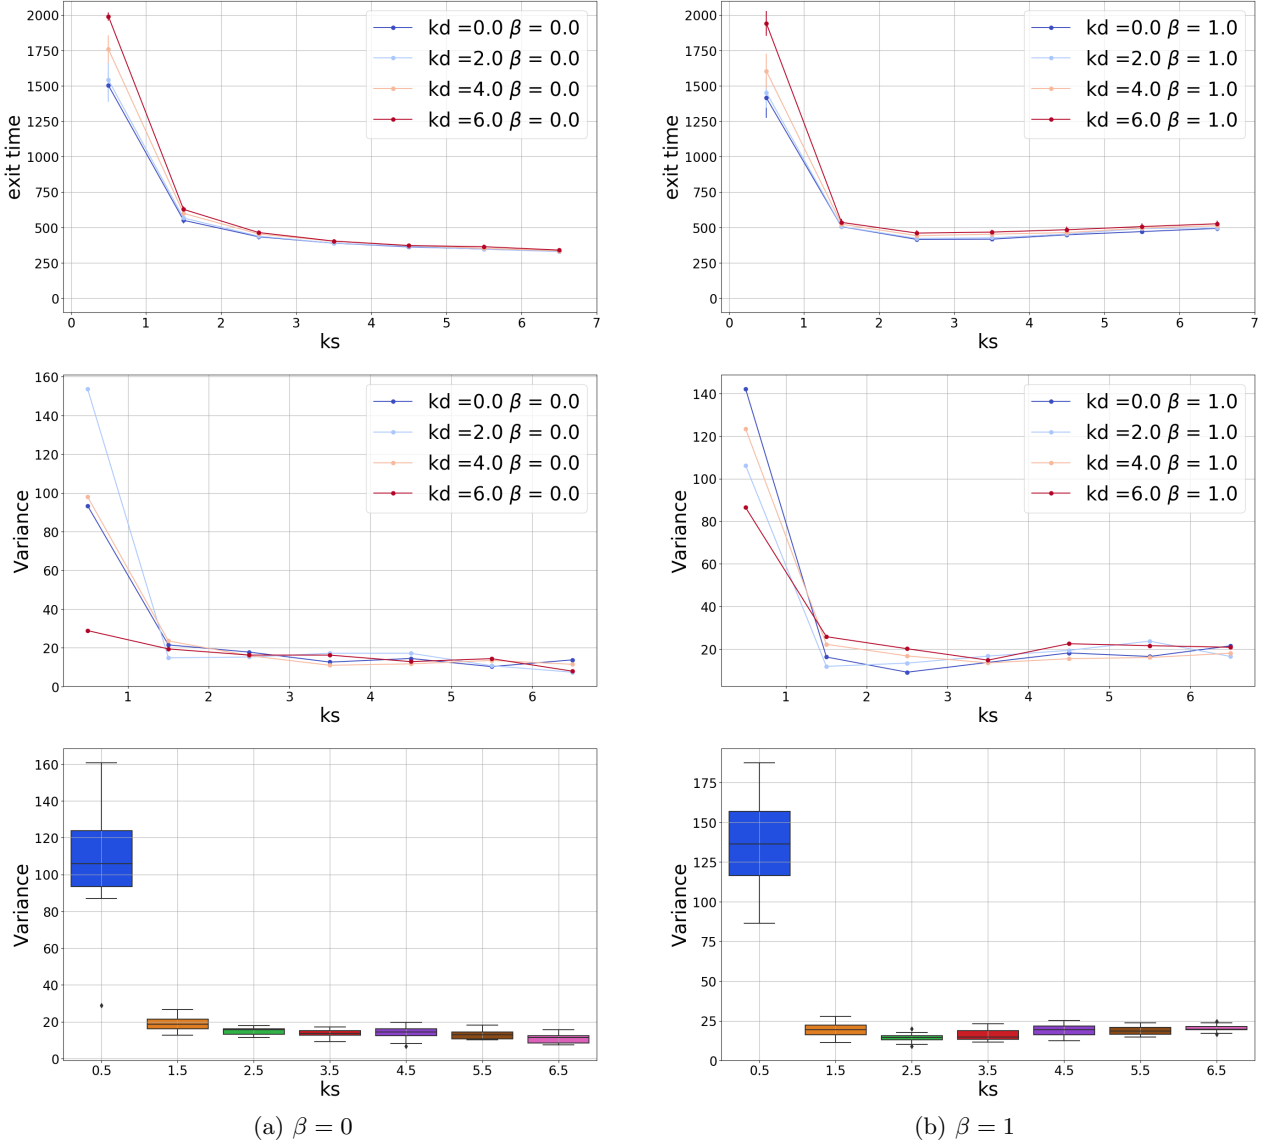 2000
1750
1500
1250
1000
750
500
250
0
exit time
kd =0.0 β = 0.0
kd =2.0 β = 0.0
kd =4.0 β = 0.0
kd =6.0 β = 0.0
0 1 2 3 4 5 6 7
ks
2000
1750
1500
1250
1000
750
500
250
0
exit time
kd =0.0 β = 1.0
kd =2.0 β = 1.0
kd =4.0 β = 1.0
kd =6.0 β = 1.0
0 1 2 3 4 5 6 7
ks
160
140
120
100
80
60
40
20
0
Variance
kd =0.0 β = 0.0
kd =2.0 β = 0.0
kd =4.0 β = 0.0
kd =6.0 β = 0.0
1 2 3 4 5 6
ks
140
120
100
80
60
40
20
Variance
kd =0.0 β = 1.0
kd =2.0 β = 1.0
kd =4.0 β = 1.0
kd =6.0 β = 1.0
1 2 3 4 5 6
ks
160
140
120
100
80
60
40
20
0
Variance
0.5 1.5 2.5 3.5 4.5 5.5 6.5
ks
175
150
125
100
75
50
25
0
Variance
0.5 1.5 2.5 3.5 4.5 5.5 6.5
ks
(a) β = 0
(b) β = 1